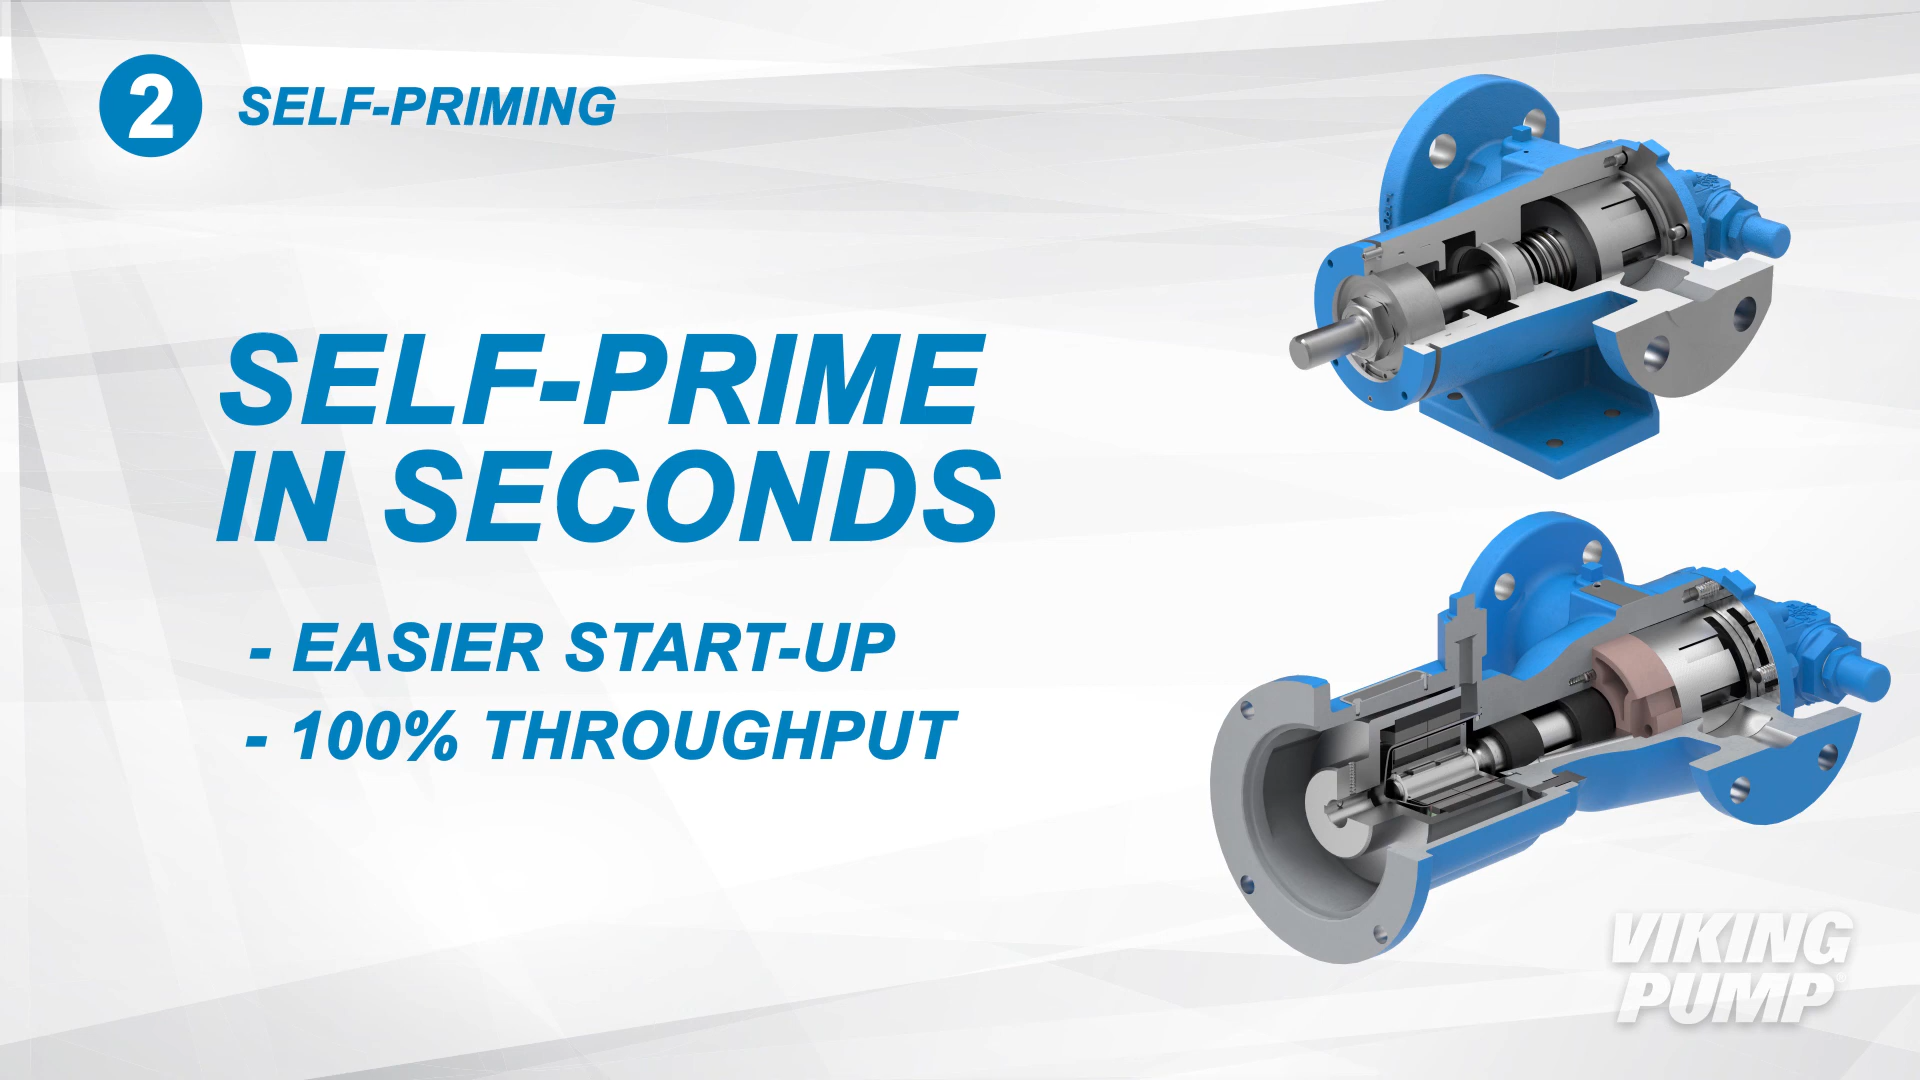 2 SELF-PRIMING
SELF-PRIME
IN SECONDS
- EASIER START-UP
- 100% THROUGHPUT
VIKING
PUMP®